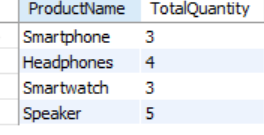 ProductName TotalQuantity
Smartphone 3
Headphones 4
Smartwatch 3
Speaker 5